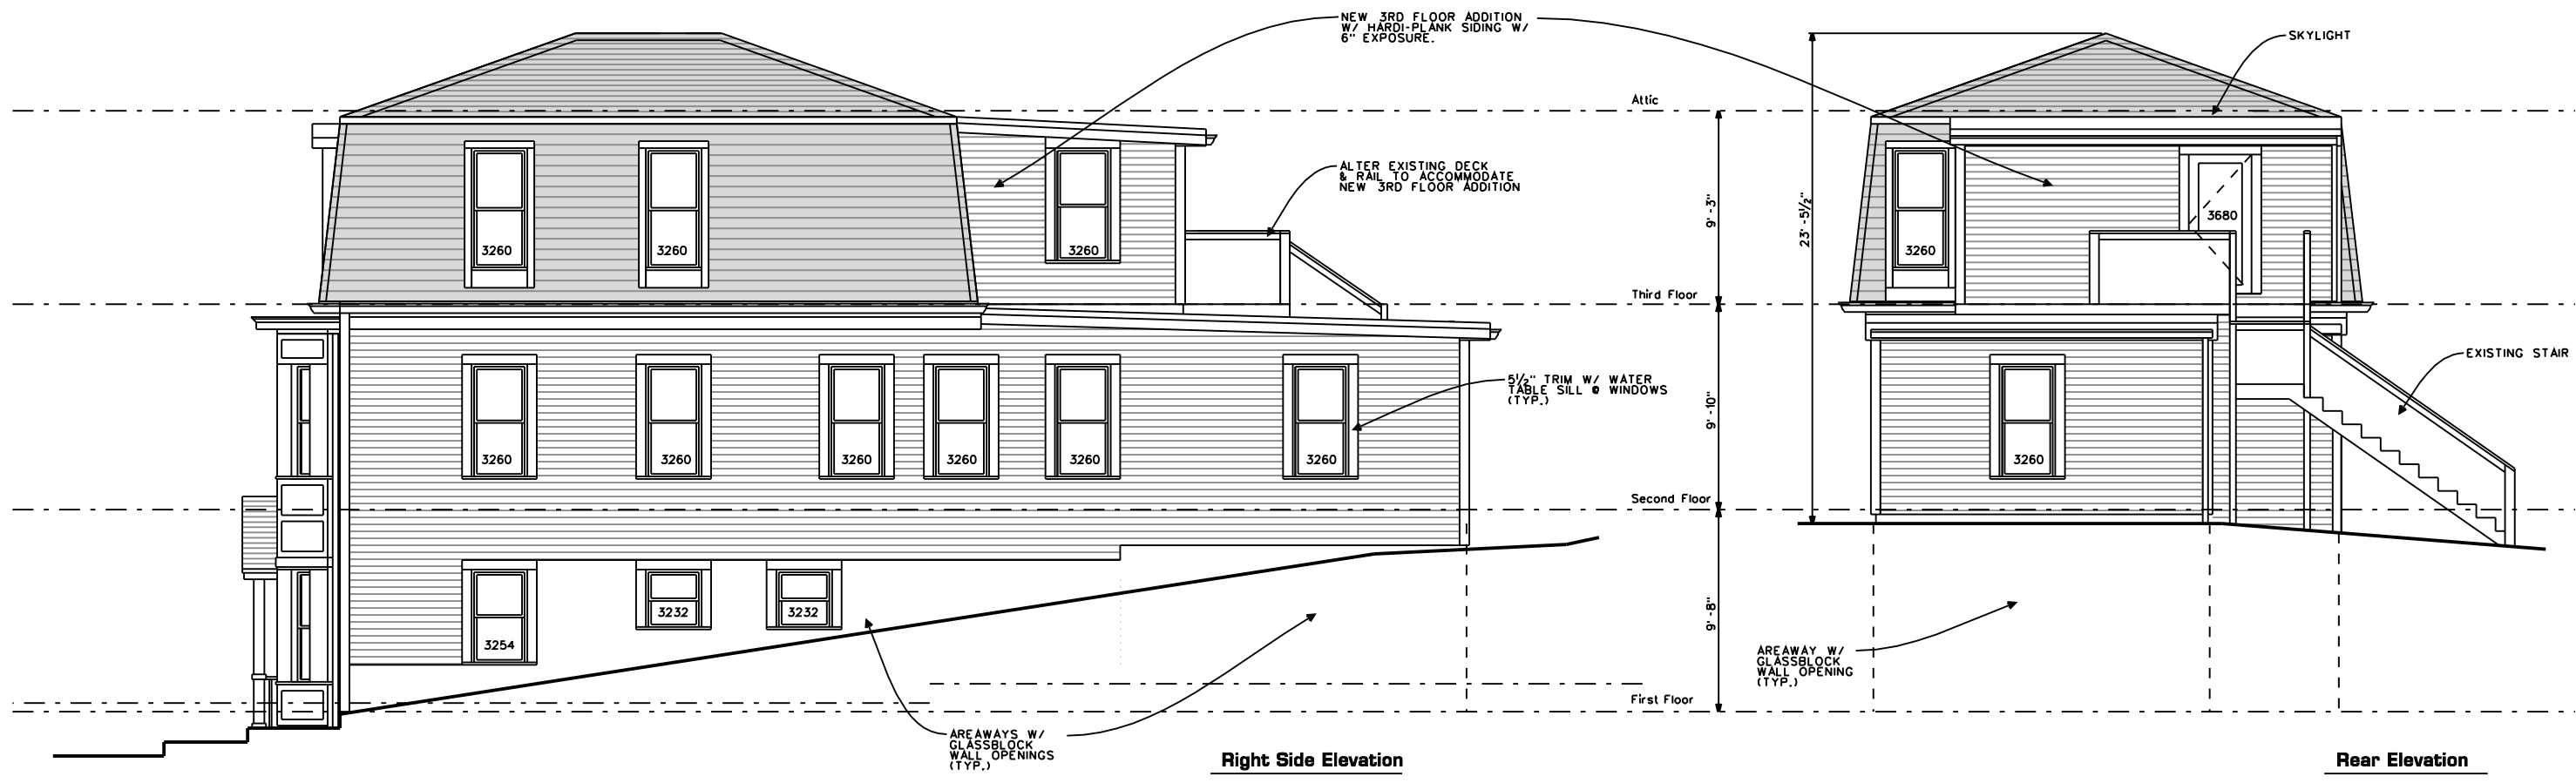 NEW 3RD FLOOR ADDITION
W/ HARDI-PLANK SIDING W/
6" EXPOSURE.
SKYLIGHT
Attic
ALTER EXISTING DECK
& RAIL TO ACCOMMODATE
NEW 3RD FLOOR ADDITION
9'-3"
23'-5½"
3680
3260
3260
3260
3260
Third Floor
EXISTING STAIR
5½" TRIM W/ WATER
TABLE SILL @ WINDOWS
(TYP.)
9'-10"
3260
3260
3260
3260
3260
3260
3260
Second Floor
3232
3232
3254
9'-8"
AREAWAY W/
GLASSBLOCK
WALL OPENING
(TYP.)
First Floor
AREAWAYS W/
GLASSBLOCK
WALL OPENINGS
(TYP.)
Right Side Elevation
Rear Elevation